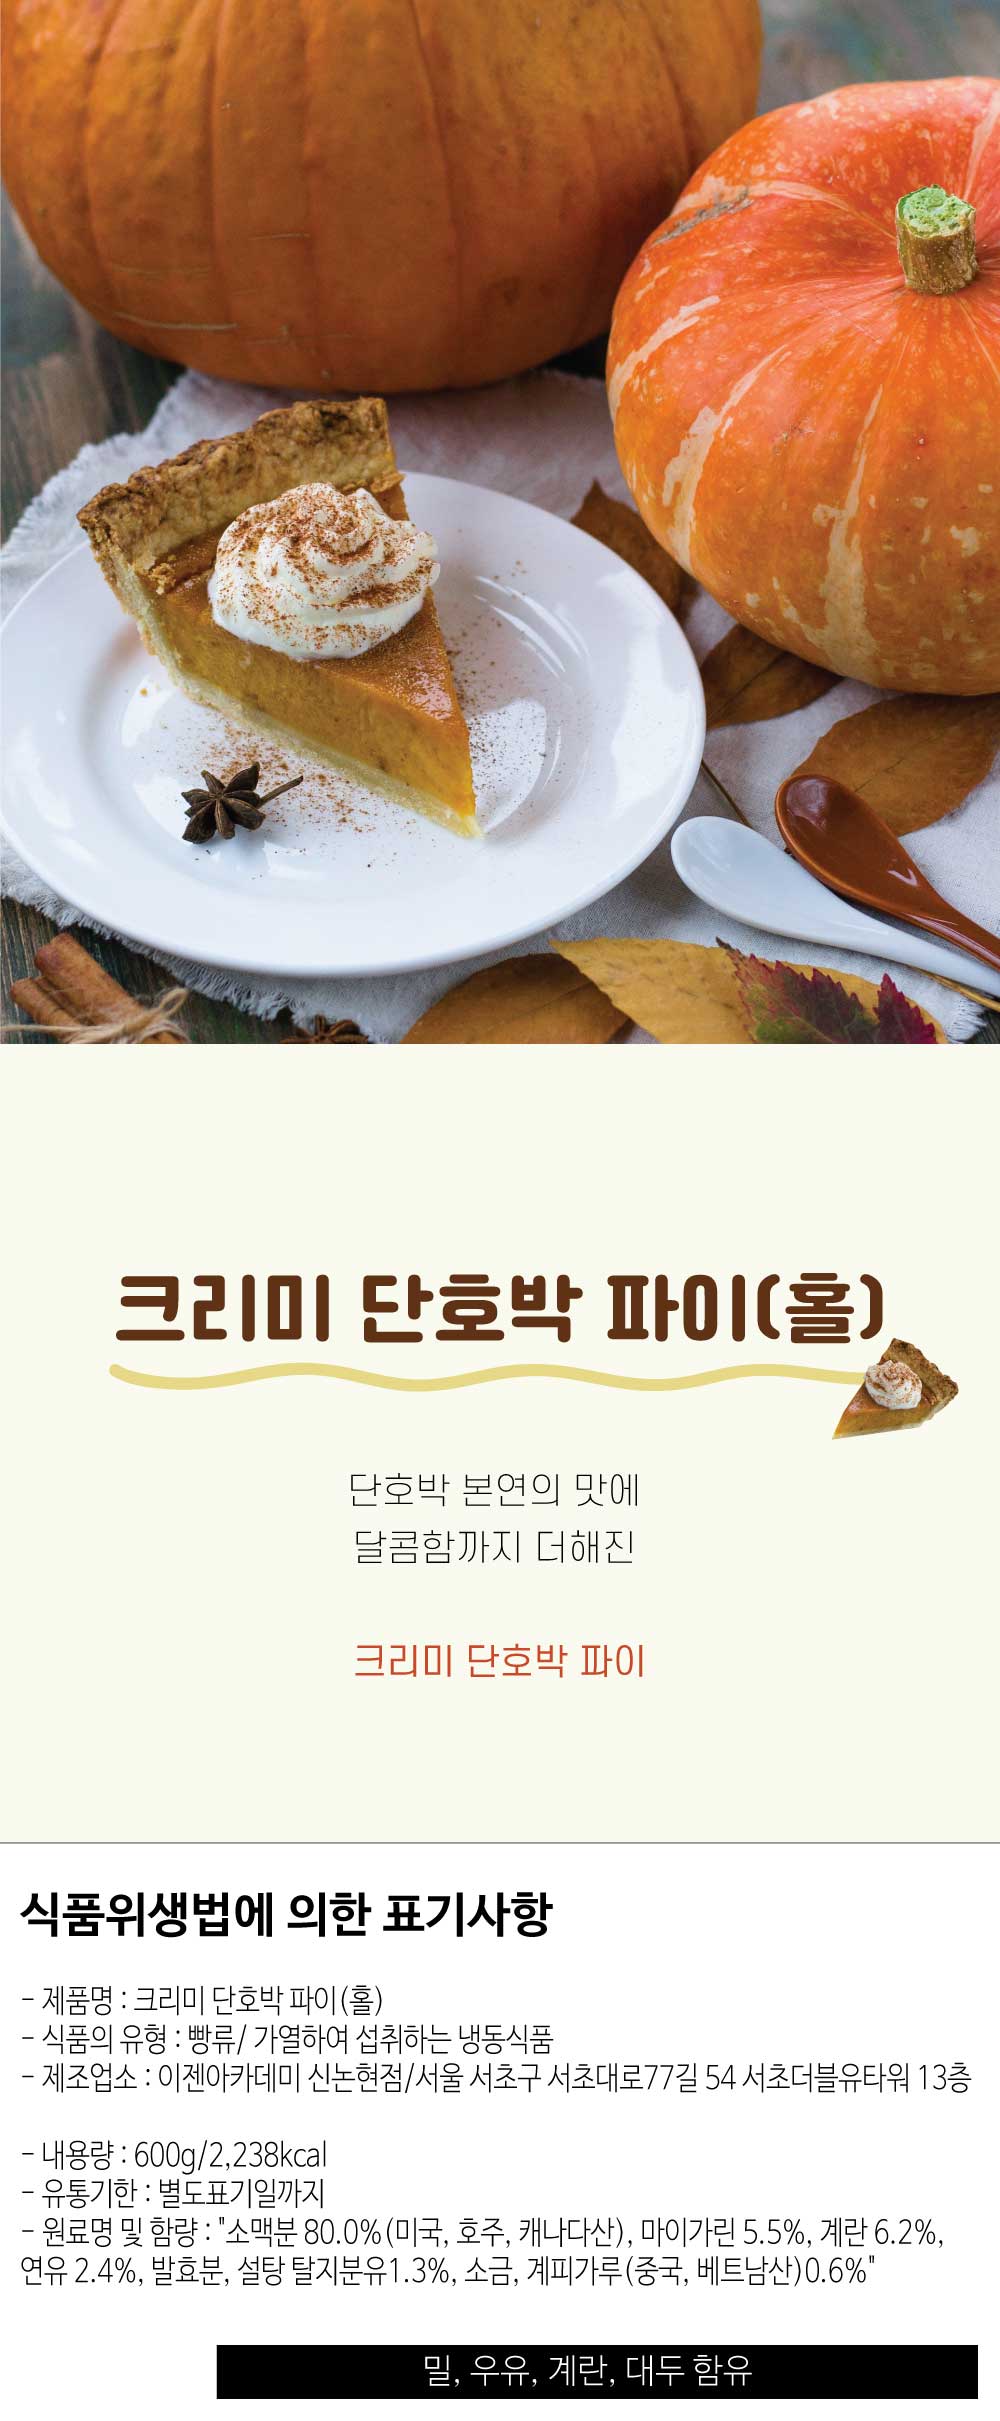 크리미 단호박 파이(홀)
단호박 본연의 맛에
달콤함까지 더해진
크리미 단호박 파이
식품위생법에 의한 표기사항
- 제품명 : 크리미 단호박 파이(홀)
- 식품의 유형 : 빵류/ 가열하여 섭취하는 냉동식품
- 제조업소 : 이젠아카데미 신논현점/서울 서초구 서초대로77길 54 서초더블유타워 13층
- 내용량 : 600g/2,238kcal
- 유통기한 : 별도표기일까지
- 원료명 및 함량 : "소맥분 80.0%(미국, 호주, 캐나다산), 마이가린 5.5%, 계란 6.2%,
연유 2.4%, 발효분, 설탕 탈지분유1.3%, 소금, 계피가루(중국, 베트남산)0.6%"
밀, 우유, 계란, 대두 함유